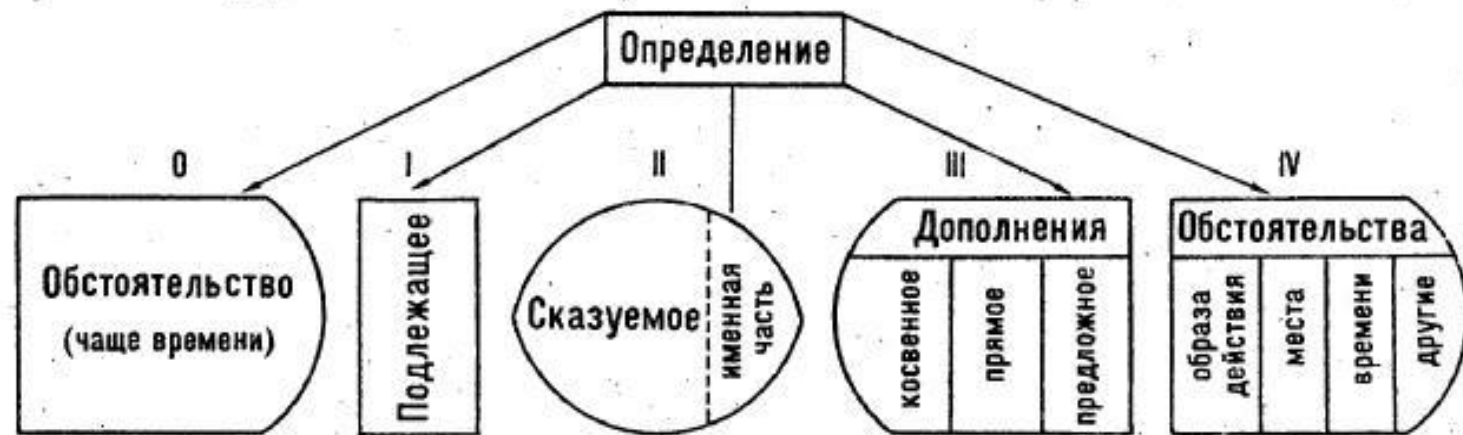 Определение
0
I
II
III
IV
Обстоятельство
(чаще времени)
Подлежащее
Сказуемое
именная
часть
Дополнения
косвенное
прямое
предложное
Обстоятельства
образа
действия
места
времени
другие